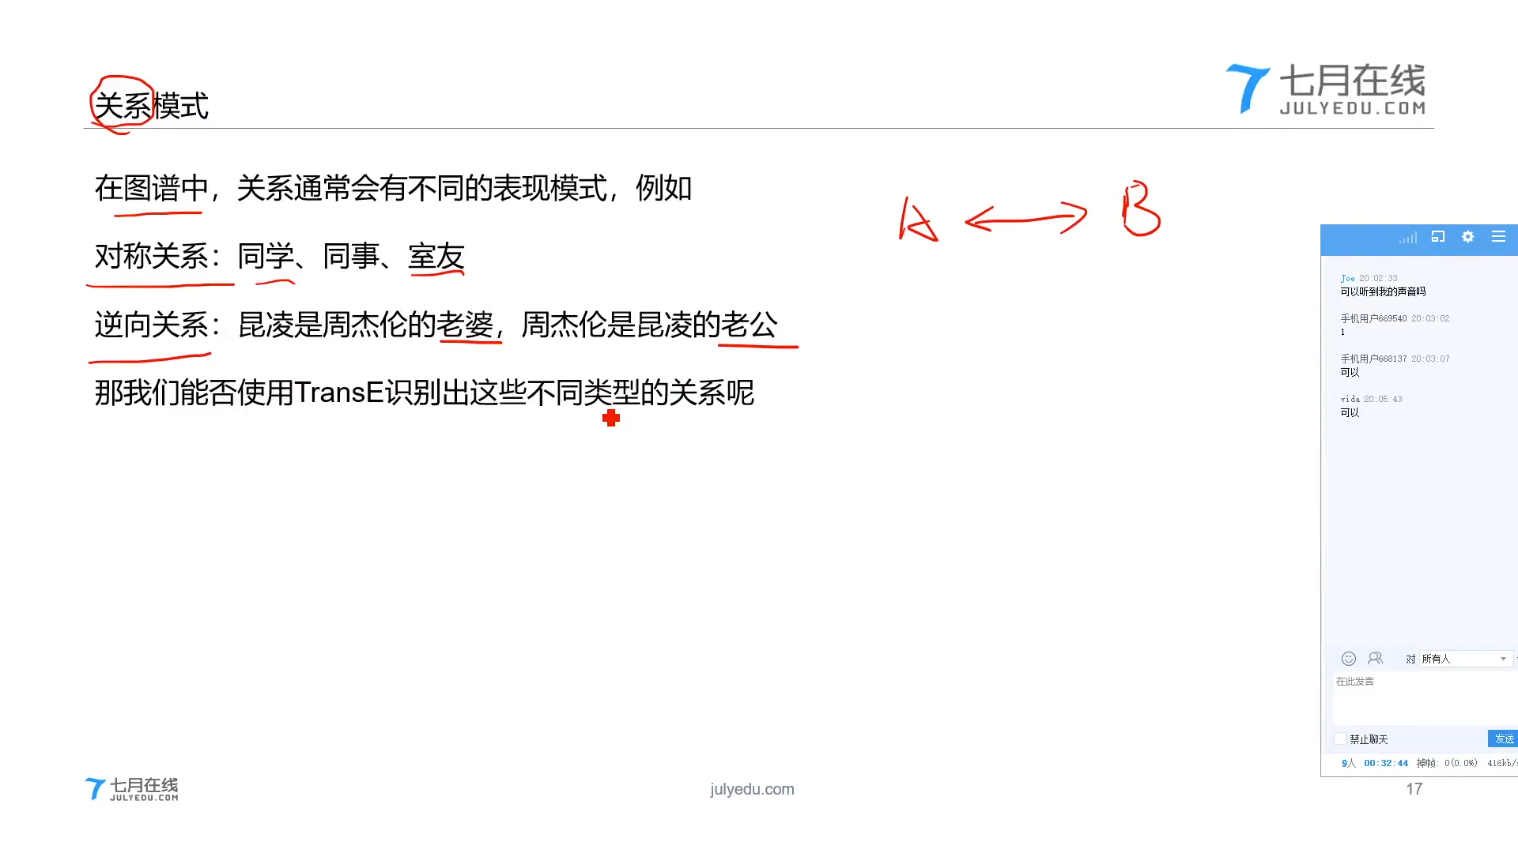 关系模式
七月在线
JULYEDU.COM
在图谱中，关系通常会有不同的表现模式，例如
A B
对称关系：同学、同事、室友
逆向关系：昆凌是周杰伦的老婆，周杰伦是昆凌的老公
那我们能否使用TransE识别出这些不同类型的关系呢
Joe 20:02:33
可以听到我的声音吗
手机用户669540 20:03:02
1
手机用户668137 20:03:07
可以
vida 20:05:43
可以
对 所有人
在此发言
禁止聊天
发送
9人 00:32:44 掉帧: 0(0.0%) 416kb/s
七月在线
JULYEDU.COM
julyedu.com
17